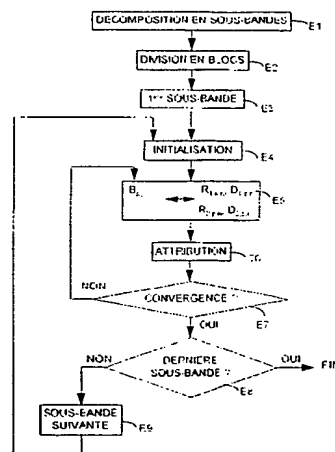 DECOMPOSITION EN SOUS-BANDES
E1
DIVISION EN BLOCS
E2
1ère SOUS-BANDE
E3
INITIALISATION
E4
E5
ATTRIBUTION
E6
NON
CONVERGENCE ?
E7
OUI
NON
DERNIERE
SOUS-BANDE ?
OUI
FIN
E8
SOUS-BANDE
SUIVANTE
E9